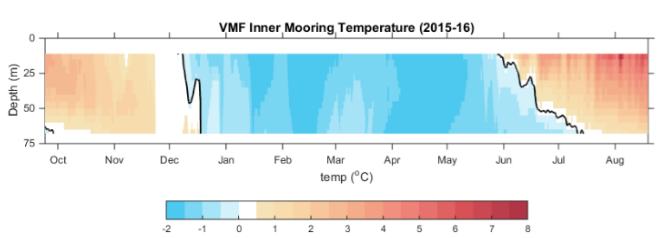 VMF Inner Mooring Temperature (2015-16)
0
25
50
75
Depth (m)
Oct Nov Dec Jan Feb Mar Apr May Jun Jul Aug
temp (°C)
-2 -1 0 1 2 3 4 5 6 7 8